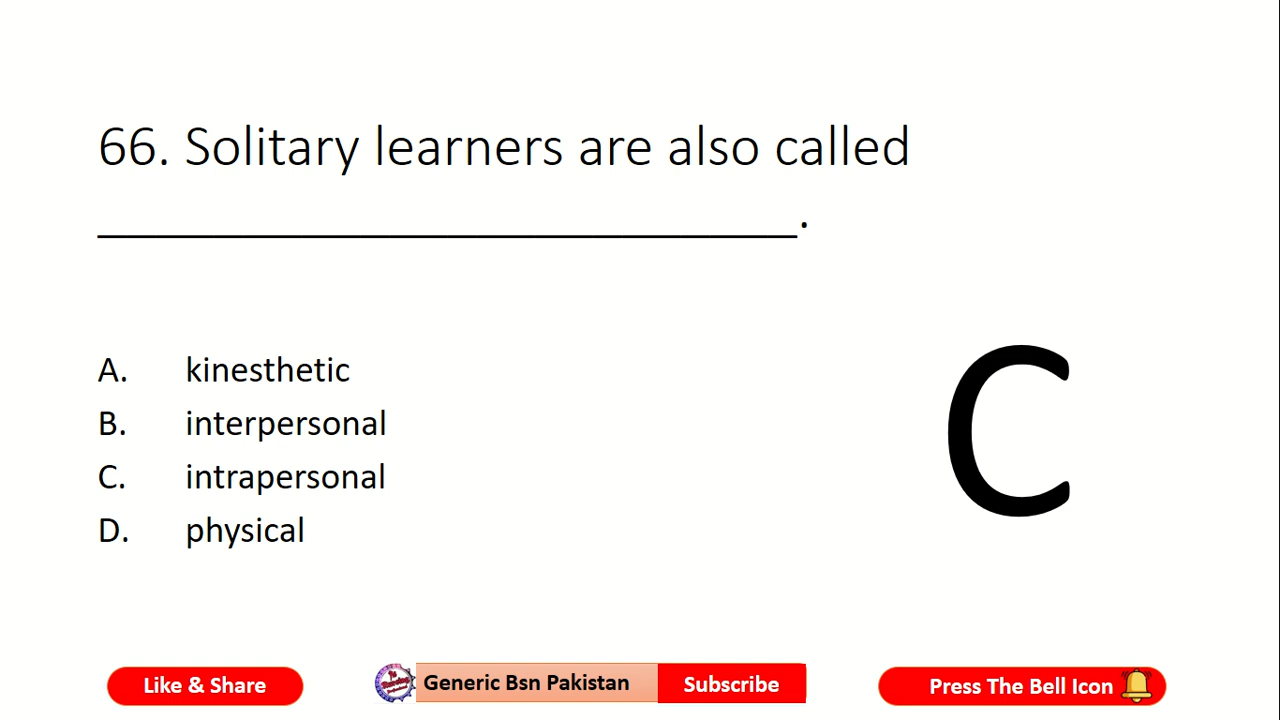 66. Solitary learners are also called
______________________________.
A. kinesthetic
B. interpersonal
C. intrapersonal
D. physical
C
Like & Share
Generic Bsn Pakistan
Subscribe
Press The Bell Icon